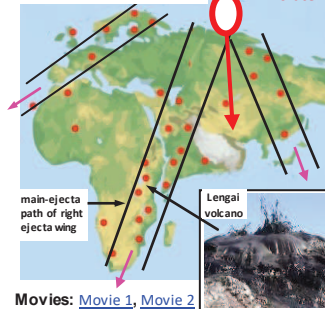 Lengai
volcano
main-ejecta
path of right
ejecta wing
Movies: Movie 1, Movie 2